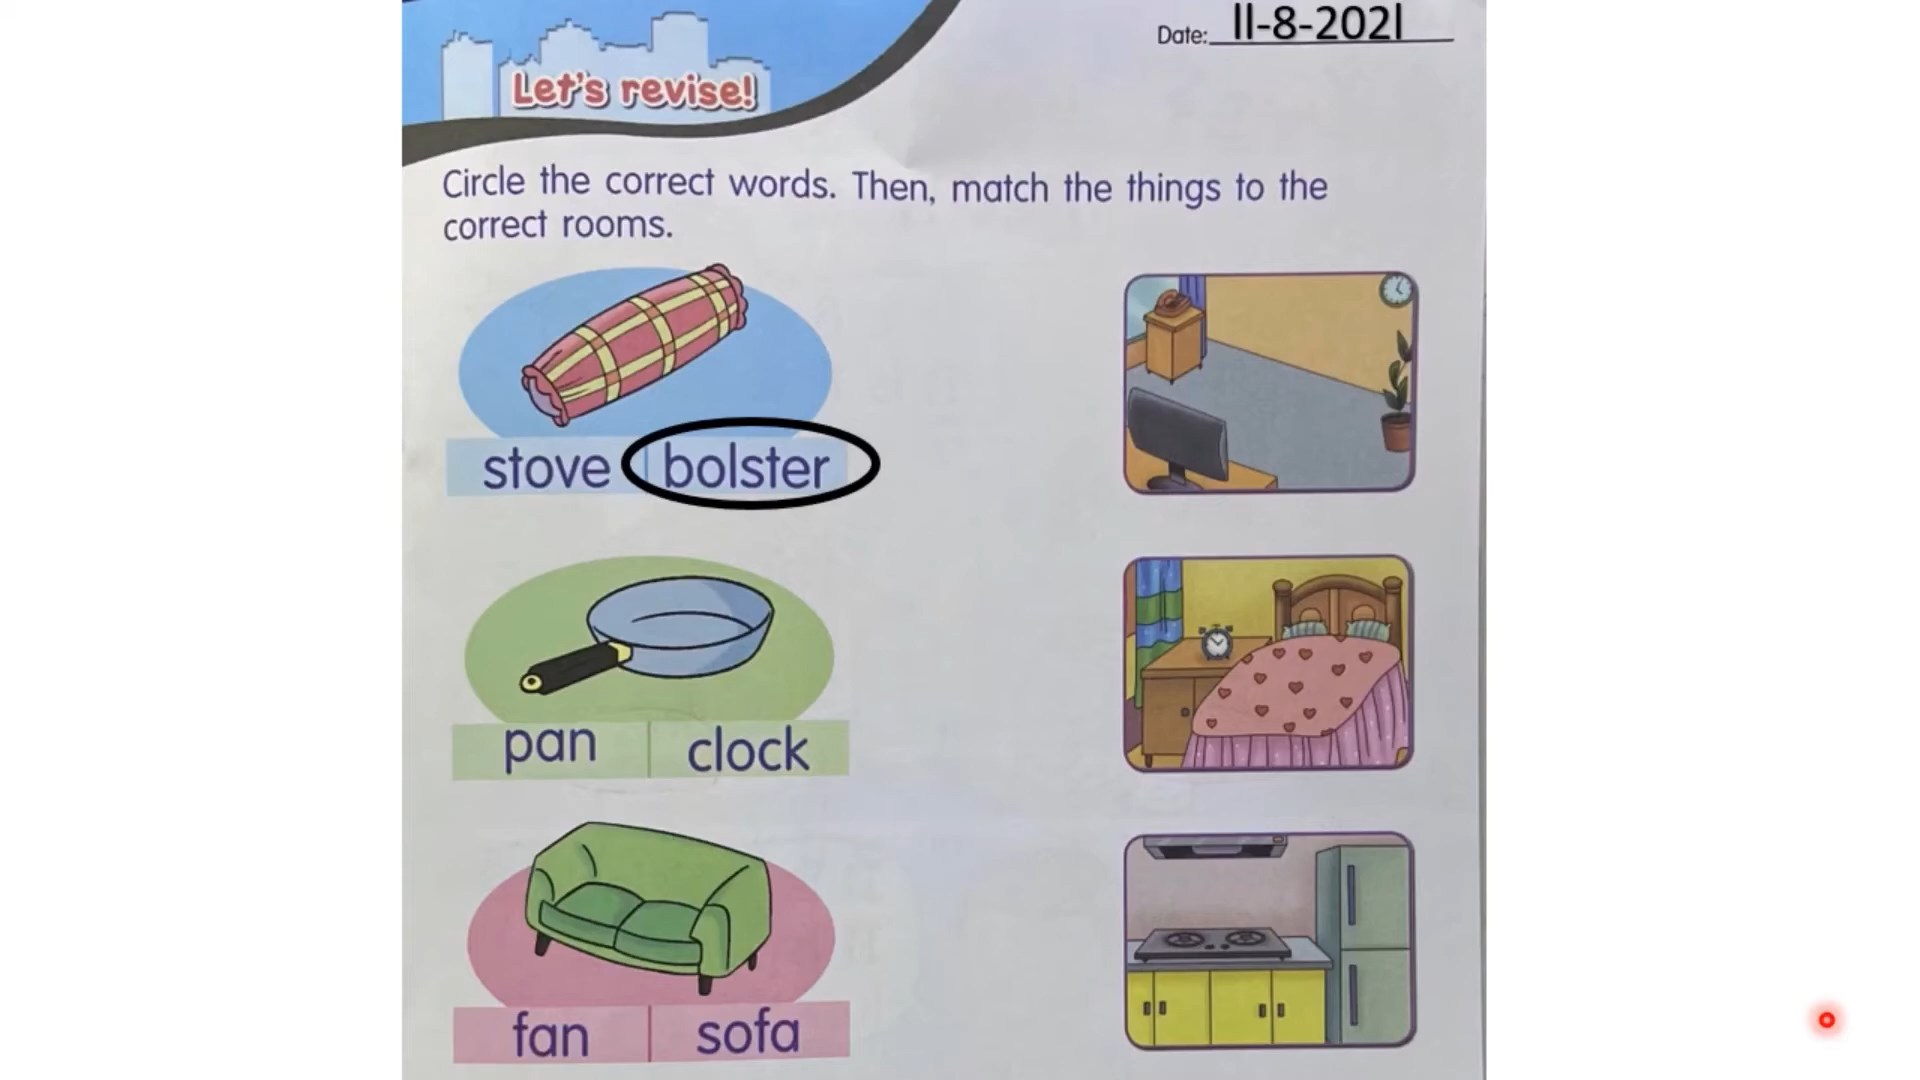 Date: 11-8-2021
Let's revise!
Circle the correct words. Then, match the things to the
correct rooms.
stove bolster
pan clock
fan sofa